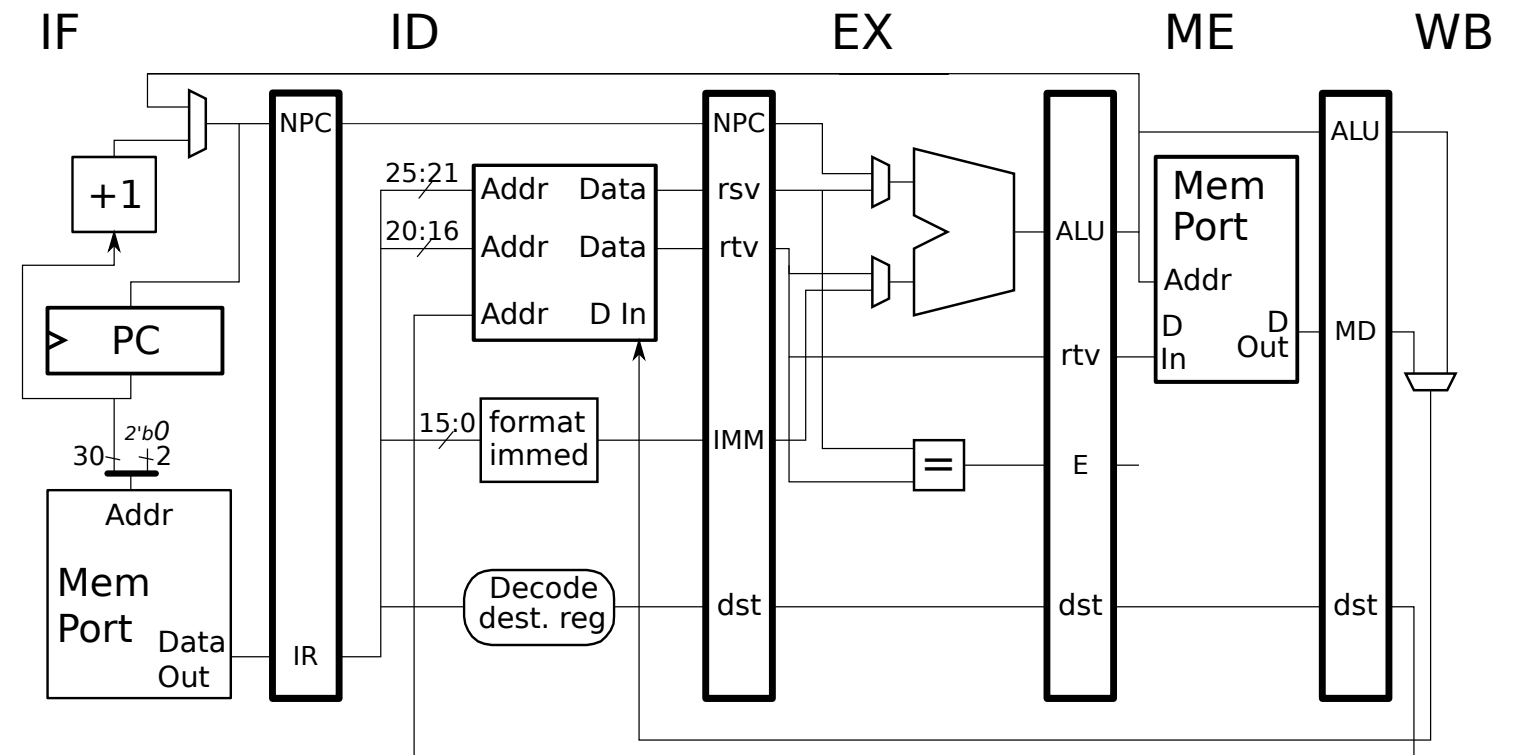 IF ID EX ME WB
NPC NPC ALU
+1
25:21 Addr Data rsv
20:16 Addr Data rtv
Addr D In
Mem
Port
ALU
Addr
PC
D
In
D
Out
MD
rtv
2'b0
30 2
15:0 format
immed
IMM
=
E
Addr
Mem
Port
Data
Out
IR
Decode
dest. reg
dst dst dst